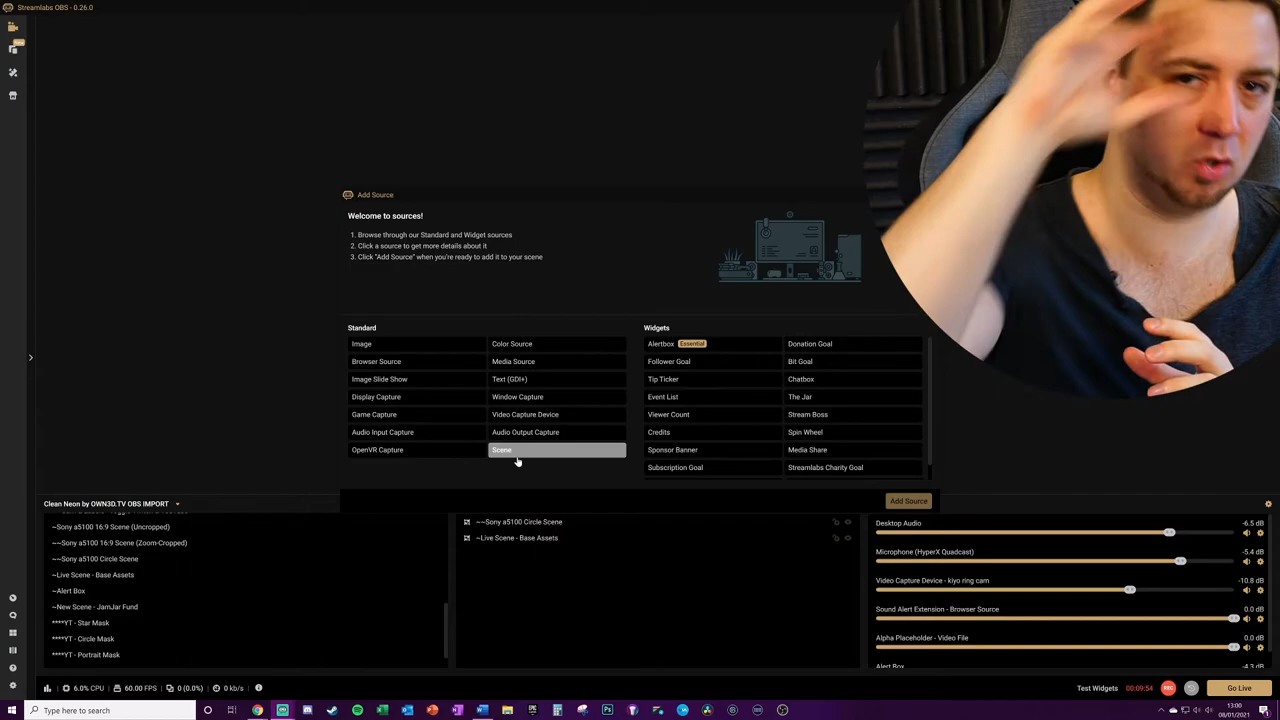 Streamlabs OBS - 0.26.0
New
Add Source
Welcome to sources!
1. Browse through our Standard and Widget sources
2. Click a source to get more details about it
3. Click "Add Source" when you're ready to add it to your scene
Standard
Image
Color Source
Browser Source
Media Source
Image Slide Show
Text (GDI+)
Display Capture
Window Capture
Game Capture
Video Capture Device
Audio Input Capture
Audio Output Capture
OpenVR Capture
Scene
Widgets
Alertbox Essential
Donation Goal
Follower Goal
Bit Goal
Tip Ticker
Chatbox
Event List
The Jar
Viewer Count
Stream Boss
Credits
Spin Wheel
Sponsor Banner
Media Share
Subscription Goal
Streamlabs Charity Goal
Add Source
Clean Neon by OWN3D.TV OBS IMPORT
~Sony a5100 16:9 Scene (Uncropped)
~~Sony a5100 16:9 Scene (Zoom-Cropped)
~~Sony a5100 Circle Scene
~Live Scene - Base Assets
~Alert Box
~New Scene - JamJar Fund
****YT - Star Mask
****YT - Circle Mask
****YT - Portrait Mask
~~Sony a5100 Circle Scene
~Live Scene - Base Assets
Desktop Audio -6.5 dB
Microphone (HyperX Quadcast) -5.4 dB
Video Capture Device - kiyo ring cam -10.8 dB
Sound Alert Extension - Browser Source 0.0 dB
Alpha Placeholder - Video File 0.0 dB
Alert Box -4.3 dB
6.0% CPU 60.00 FPS 0 (0.0%) 0 kb/s
Test Widgets 00:09:54 REC Go Live
Type here to search
13:00
08/01/2021